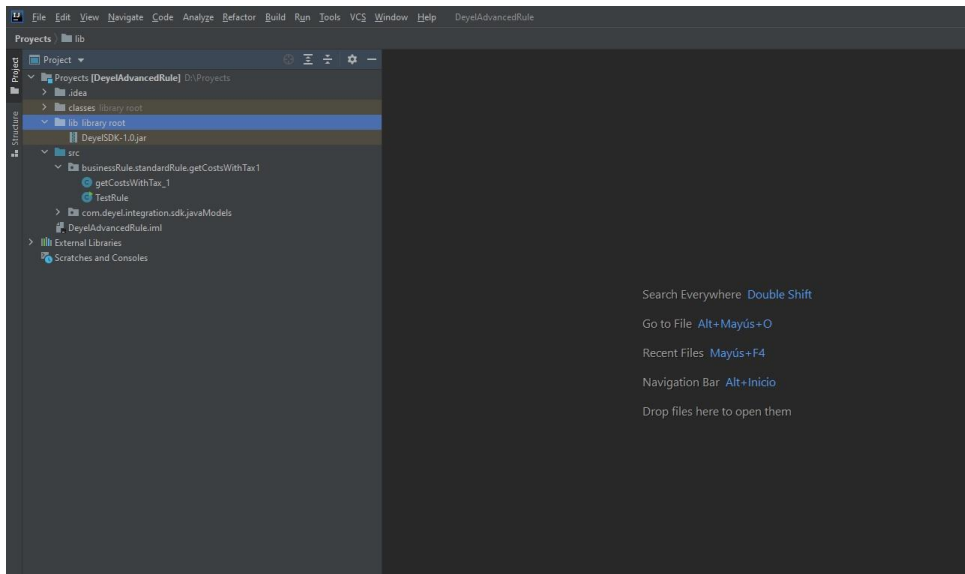 File Edit View Navigate Code Analyze Refactor Build Run Tools VCS Window Help DeyelAdvancedRule
Proyects lib
Project
Project
Structure
Proyects [DeyelAdvancedRule] D:\Proyects
.idea
classes library root
lib library root
DeyelSDK-1.0.jar
src
businessRule.standardRule.getCostsWithTax1
getCostsWithTax_1
TestRule
com.deyel.integration.sdk.javaModels
DeyelAdvancedRule.iml
External Libraries
Scratches and Consoles
Search Everywhere Double Shift
Go to File Alt+Mayús+O
Recent Files Mayús+F4
Navigation Bar Alt+Inicio
Drop files here to open them